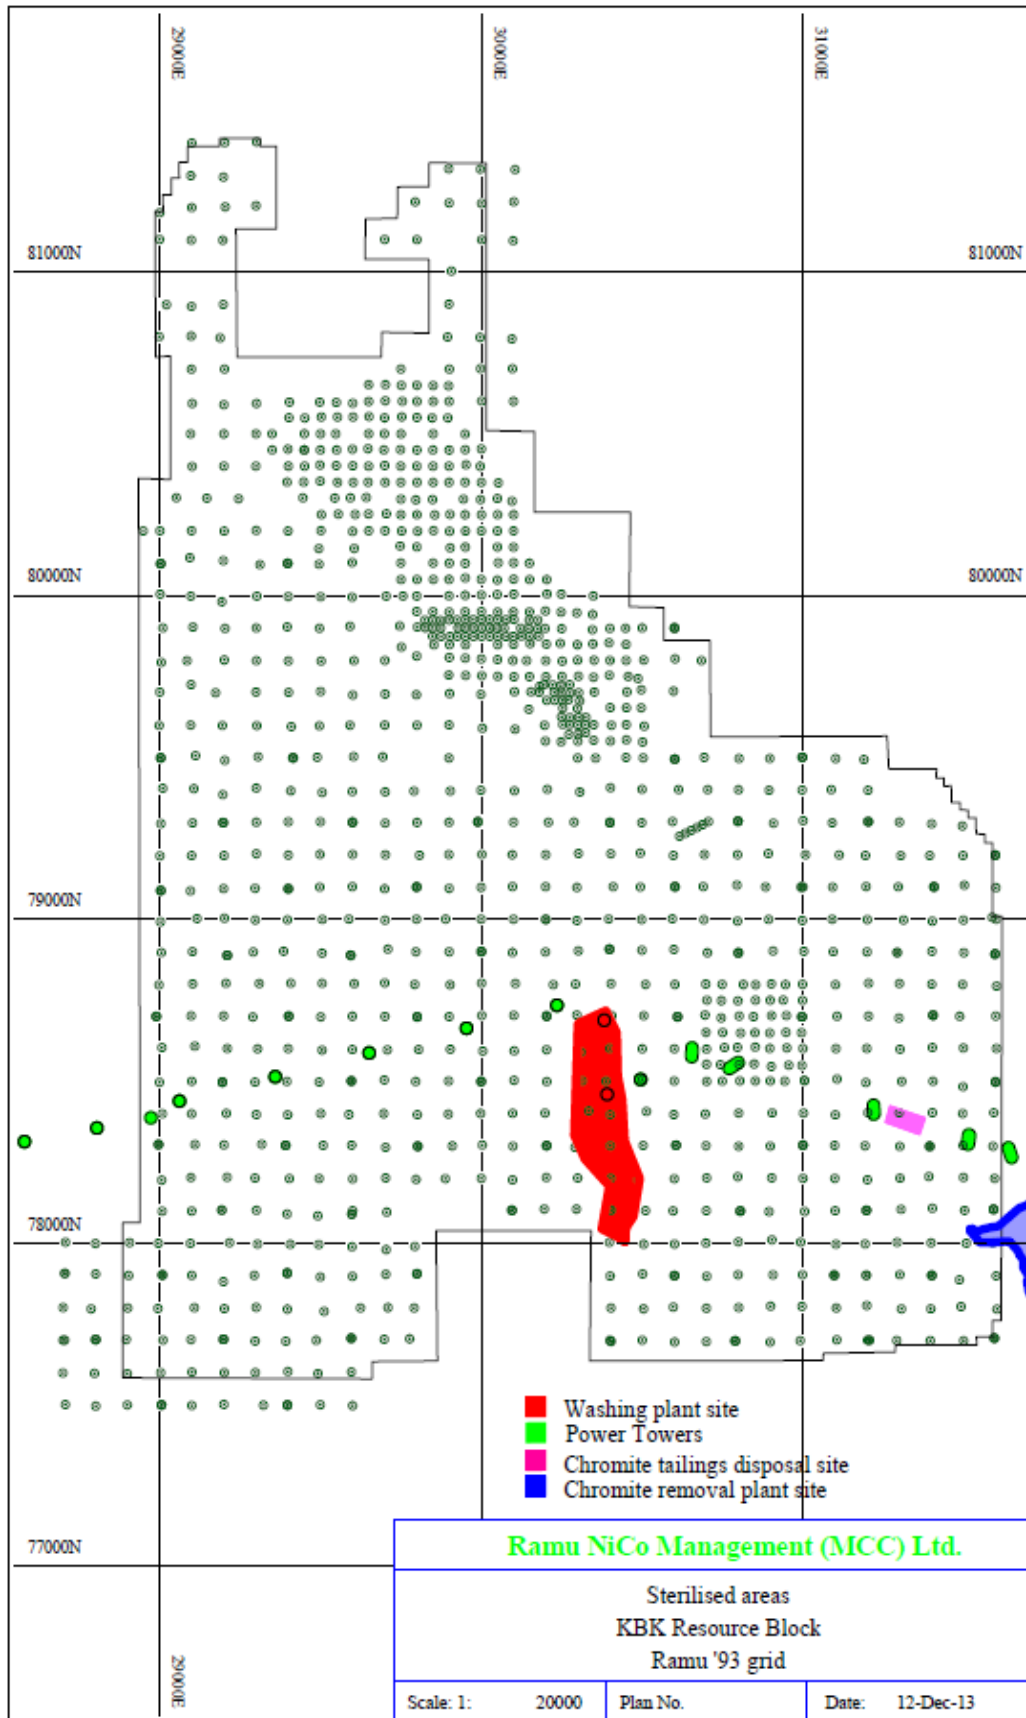 29000E
30000E
31000E
81000N
81000N
80000N
80000N
79000N
78000N
Washing plant site
Power Towers
Chromite tailings disposal site
Chromite removal plant site
77000N
29000E
Ramu NiCo Management (MCC) Ltd.
Sterilised areas
KBK Resource Block
Ramu '93 grid
Scale: 1: 20000 Plan No. Date: 12-Dec-13